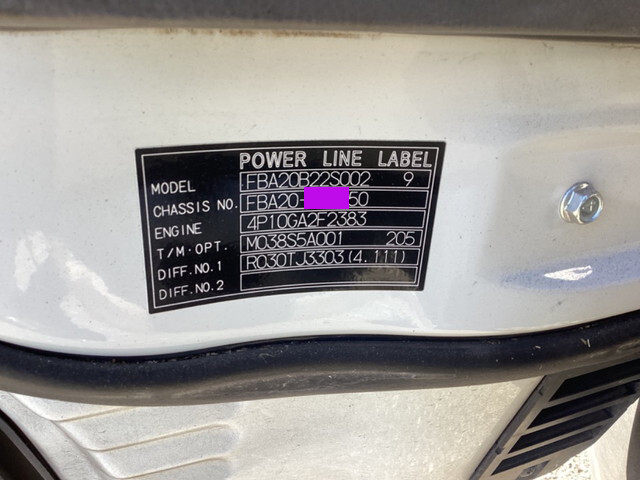 POWER LINE LABEL
MODEL FBA20B22S002 9
CHASSIS NO. FBA20- 50
ENGINE 4P10GA2F2383
T/M・OPT. M038S5A001 205
DIFF.NO.1 R030TJ3303(4.111)
DIFF.NO.2